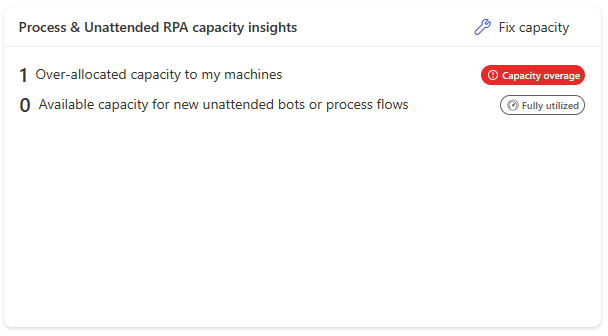 Process & Unattended RPA capacity insights Fix capacity
1 Over-allocated capacity to my machines Capacity overage
0 Available capacity for new unattended bots or process flows Fully utilized